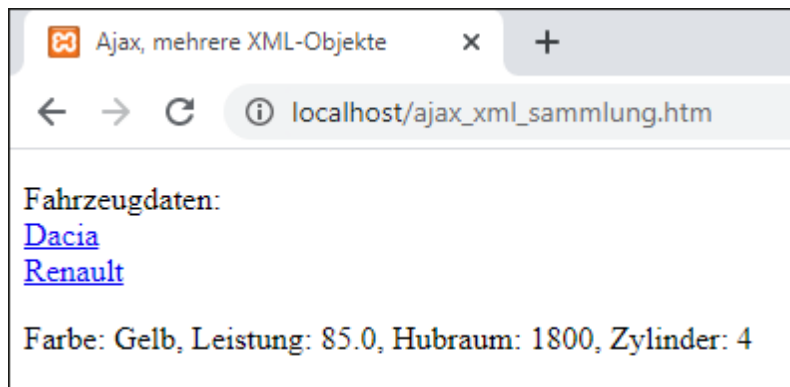 Ajax, mehrere XML-Objekte
localhost/ajax_xml_sammlung.htm
Fahrzeugdaten:
Dacia
Renault
Farbe: Gelb, Leistung: 85.0, Hubraum: 1800, Zylinder: 4